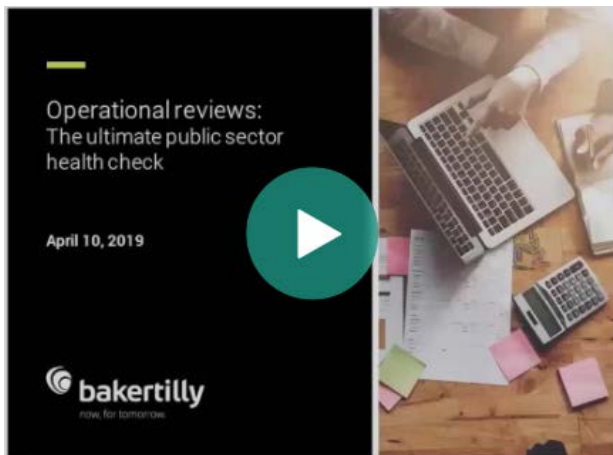 Operational reviews:
The ultimate public sector
health check
April 10, 2019
bakertilly
now, for tomorrow.